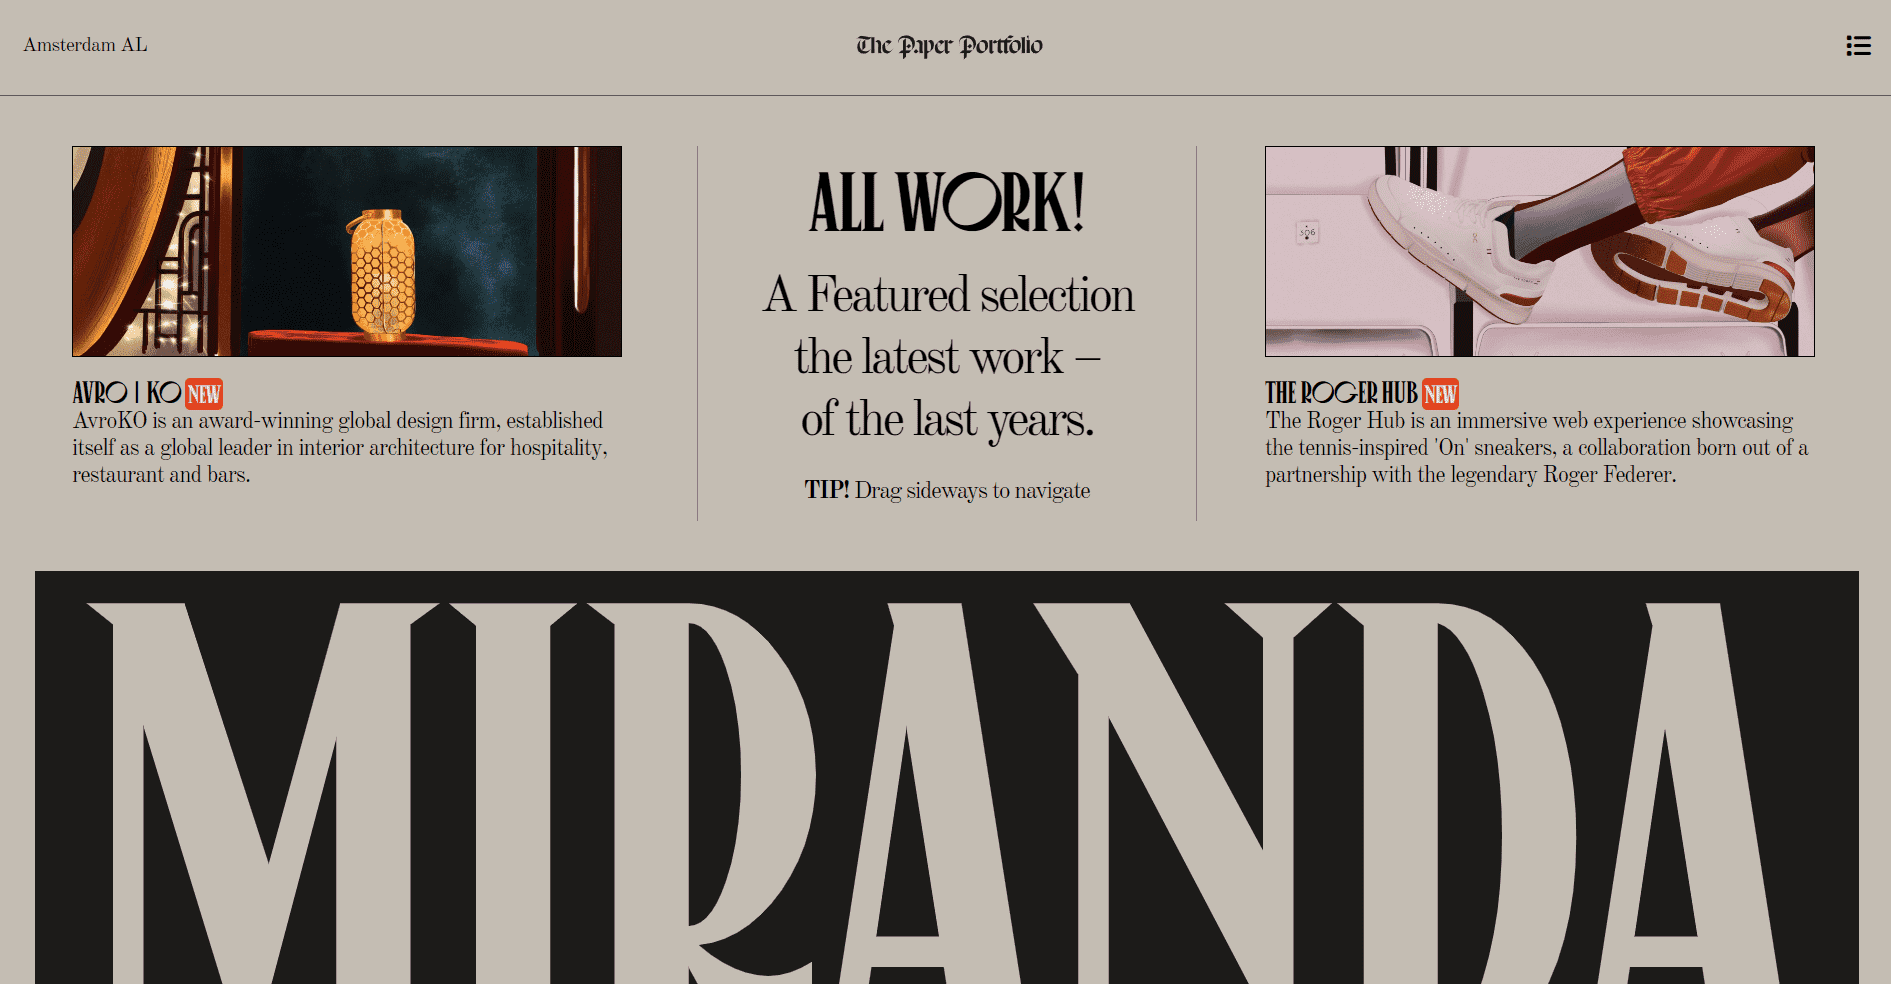 Amsterdam AL
The Paper Portfolio
AVRO | KO NEW
AvroKO is an award-winning global design firm, established
itself as a global leader in interior architecture for hospitality,
restaurant and bars.
ALL WORK!
A Featured selection
the latest work –
of the last years.
TIP! Drag sideways to navigate
306
THE ROGER HUB NEW
The Roger Hub is an immersive web experience showcasing
the tennis-inspired 'On' sneakers, a collaboration born out of a
partnership with the legendary Roger Federer.
MIRANDA